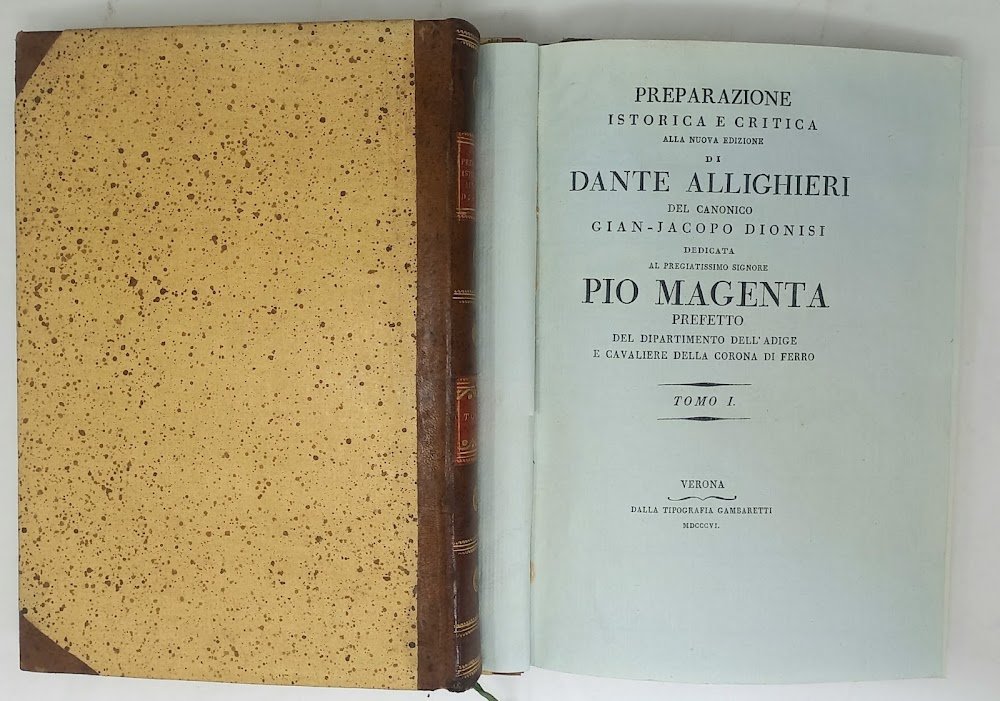 PREPARAZIONE
ISTORICA E CRITICA
ALLA NUOVA EDIZIONE
DI
DANTE ALLIGHIERI
DEL CANONICO
GIAN-JACOPO DIONISI
DEDICATA
AL PREGIATISSIMO SIGNORE
PIO MAGENTA
PREFETTO
DEL DIPARTIMENTO DELL'ADIGE
E CAVALIERE DELLA CORONA DI FERRO
TOMO I.
VERONA
DALLA TIPOGRAFIA GAMBARETTI
MDCCCVI.